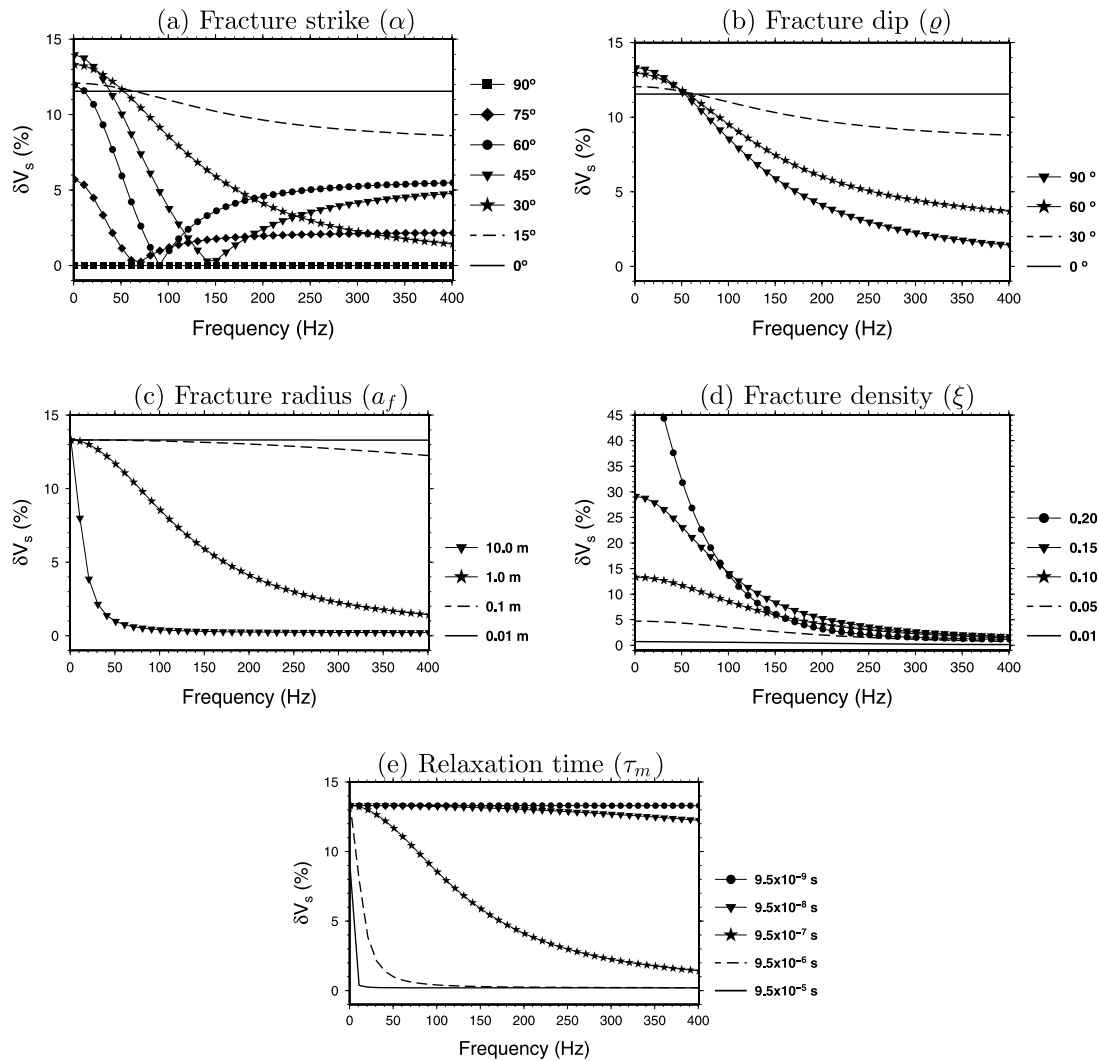 (a) Fracture strike (α)
15
10
5
0
δVs (%)
0 50 100 150 200 250 300 350 400
Frequency (Hz)
90°
75°
60°
45°
30°
15°
0°
(b) Fracture dip (ϱ)
15
10
5
0
δVs (%)
0 50 100 150 200 250 300 350 400
Frequency (Hz)
90 °
60 °
30 °
0 °
(c) Fracture radius (af)
15
10
5
0
δVs (%)
0 50 100 150 200 250 300 350 400
Frequency (Hz)
10.0 m
1.0 m
0.1 m
0.01 m
(d) Fracture density (ξ)
45
40
35
30
25
20
15
10
5
0
δVs (%)
0 50 100 150 200 250 300 350 400
Frequency (Hz)
0.20
0.15
0.10
0.05
0.01
(e) Relaxation time (τm)
15
10
5
0
δVs (%)
0 50 100 150 200 250 300 350 400
Frequency (Hz)
9.5x10⁻⁹ s
9.5x10⁻⁸ s
9.5x10⁻⁷ s
9.5x10⁻⁶ s
9.5x10⁻⁵ s